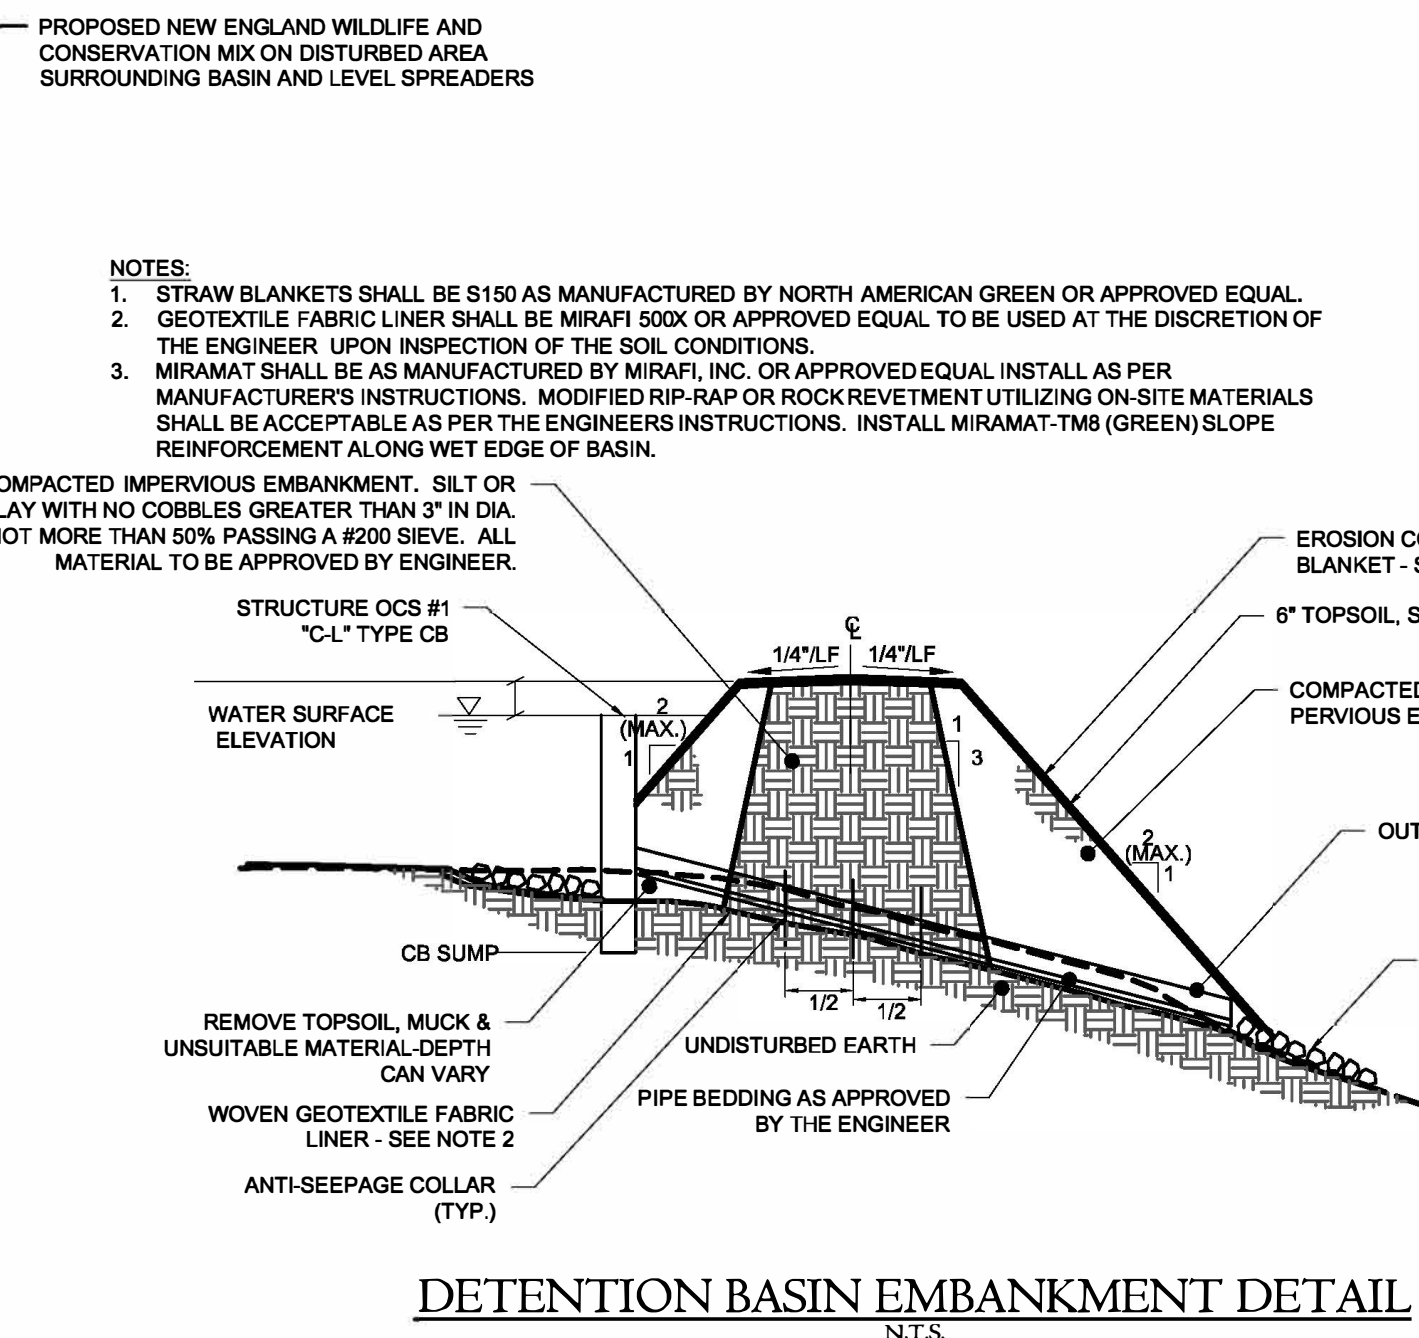 PROPOSED NEW ENGLAND WILDLIFE AND
CONSERVATION MIX ON DISTURBED AREA
SURROUNDING BASIN AND LEVEL SPREADERS
NOTES:
1. STRAW BLANKETS SHALL BE S150 AS MANUFACTURED BY NORTH AMERICAN GREEN OR APPROVED EQUAL.
2. GEOTEXTILE FABRIC LINER SHALL BE MIRAFI 500X OR APPROVED EQUAL TO BE USED AT THE DISCRETION OF
THE ENGINEER UPON INSPECTION OF THE SOIL CONDITIONS.
3. MIRAMAT SHALL BE AS MANUFACTURED BY MIRAFI, INC. OR APPROVED EQUAL INSTALL AS PER
MANUFACTURER'S INSTRUCTIONS. MODIFIED RIP-RAP OR ROCK REVETMENT UTILIZING ON-SITE MATERIALS
SHALL BE ACCEPTABLE AS PER THE ENGINEERS INSTRUCTIONS. INSTALL MIRAMAT-TM8 (GREEN) SLOPE
REINFORCEMENT ALONG WET EDGE OF BASIN.
OMPACTED IMPERVIOUS EMBANKMENT. SILT OR
LAY WITH NO COBBLES GREATER THAN 3" IN DIA.
NOT MORE THAN 50% PASSING A #200 SIEVE. ALL
MATERIAL TO BE APPROVED BY ENGINEER.
EROSION CO
BLANKET - S
STRUCTURE OCS #1
"C-L" TYPE CB
6" TOPSOIL, S
℄
1/4"/LF 1/4"/LF
COMPACTED
PERVIOUS E
WATER SURFACE
ELEVATION
2
(MAX.)
1
1
3
OUT
2
(MAX.)
1
CB SUMP
1/2 1/2
REMOVE TOPSOIL, MUCK &
UNSUITABLE MATERIAL-DEPTH
CAN VARY
UNDISTURBED EARTH
PIPE BEDDING AS APPROVED
BY THE ENGINEER
WOVEN GEOTEXTILE FABRIC
LINER - SEE NOTE 2
ANTI-SEEPAGE COLLAR
(TYP.)
DETENTION BASIN EMBANKMENT DETAIL
N.T.S.